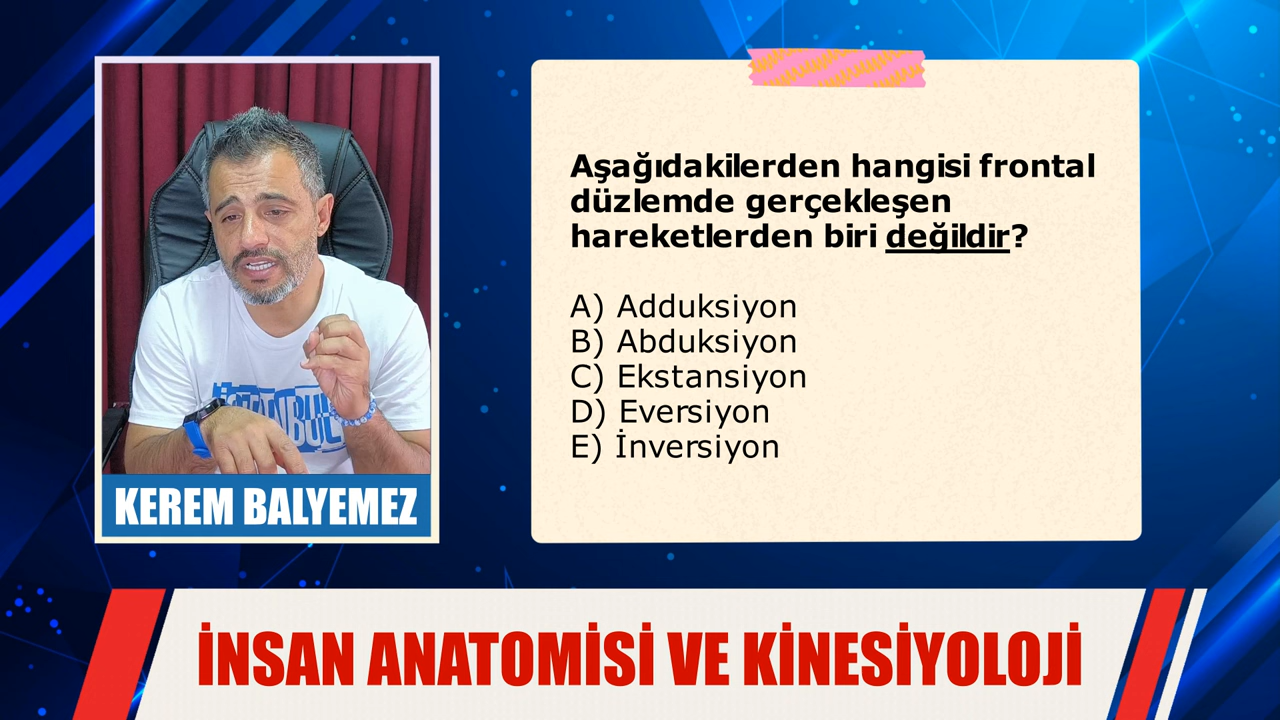 Aşağıdakilerden hangisi frontal
düzlemde gerçekleşen
hareketlerden biri değildir?
A) Adduksiyon
B) Abduksiyon
C) Ekstansiyon
D) Eversiyon
E) İnversiyon
KEREM BALYEMEZ
İNSAN ANATOMİSİ VE KİNESİYOLOJİ